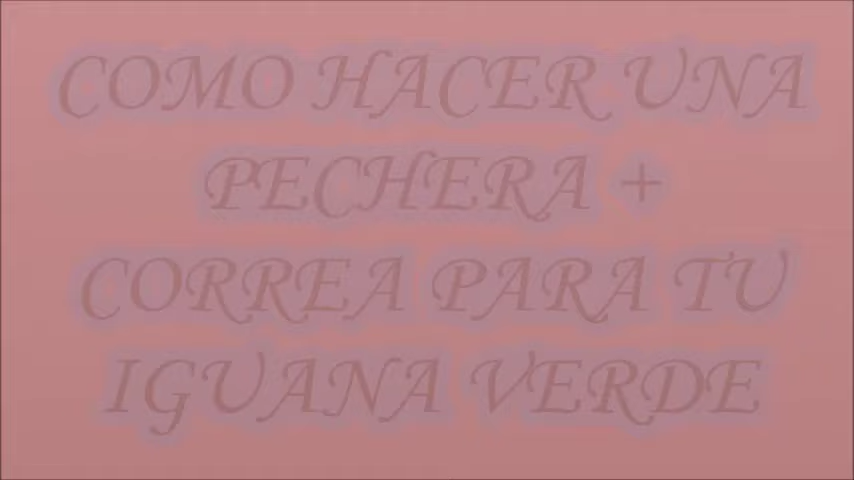 COMO HACER UNA
PECHERA +
CORREA PARA TU
IGUANA VERDE